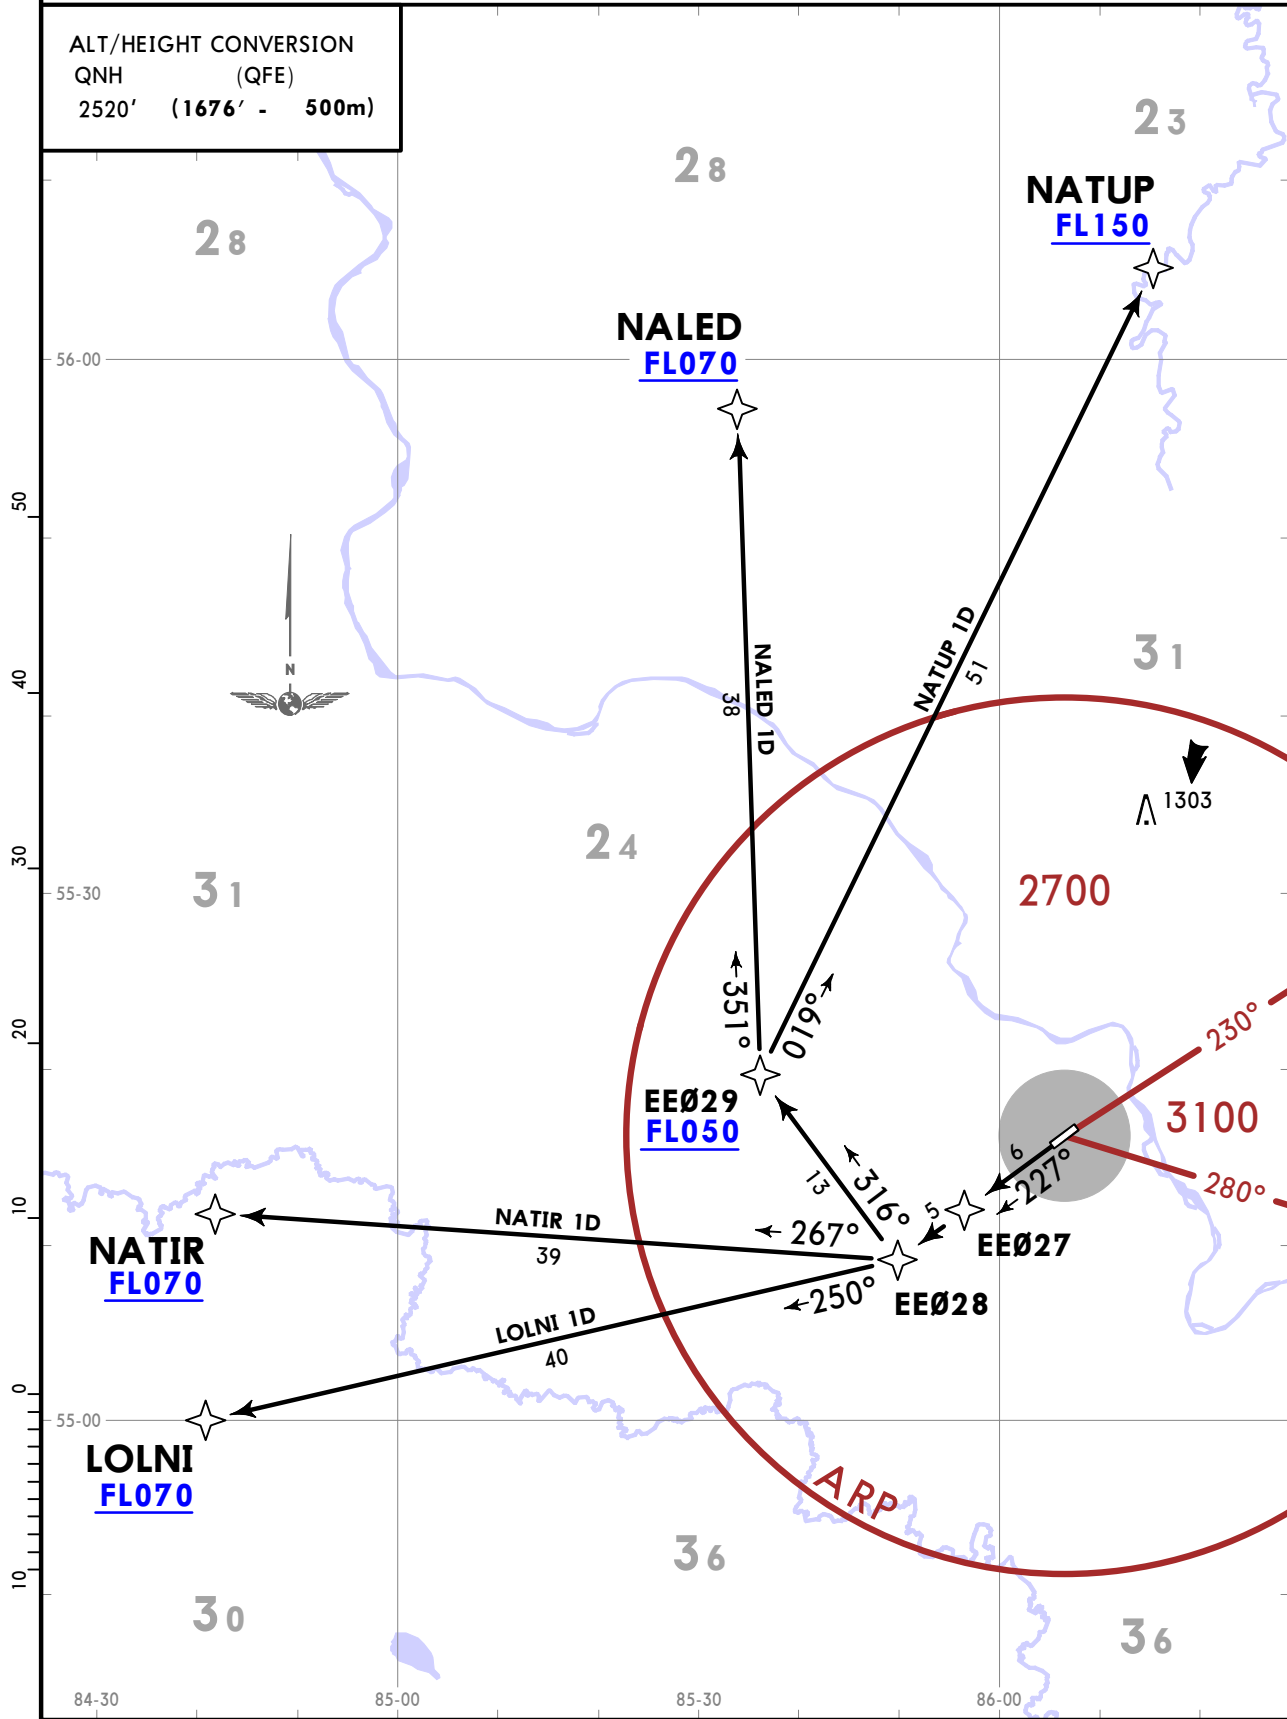 ALT/HEIGHT CONVERSION
QNH (QFE)
2520' (1676' - 500m)
23
28
NATUP
FL150
28
NALED
FL070
56-00
50
N
NATUP 1D
51
NALED 1D
38
31
40
1303
24
31
55-30
30
2700
351°
019°
230°
20
EEØ29
FL050
3100
6
227°
280°
316°
13
5
10
NATIR 1D
39
267°
NATIR
FL070
EEØ27
250°
EEØ28
LOLNI 1D
40
0
55-00
LOLNI
FL070
ARP
36
10
30
36
84-30
85-00
85-30
86-00